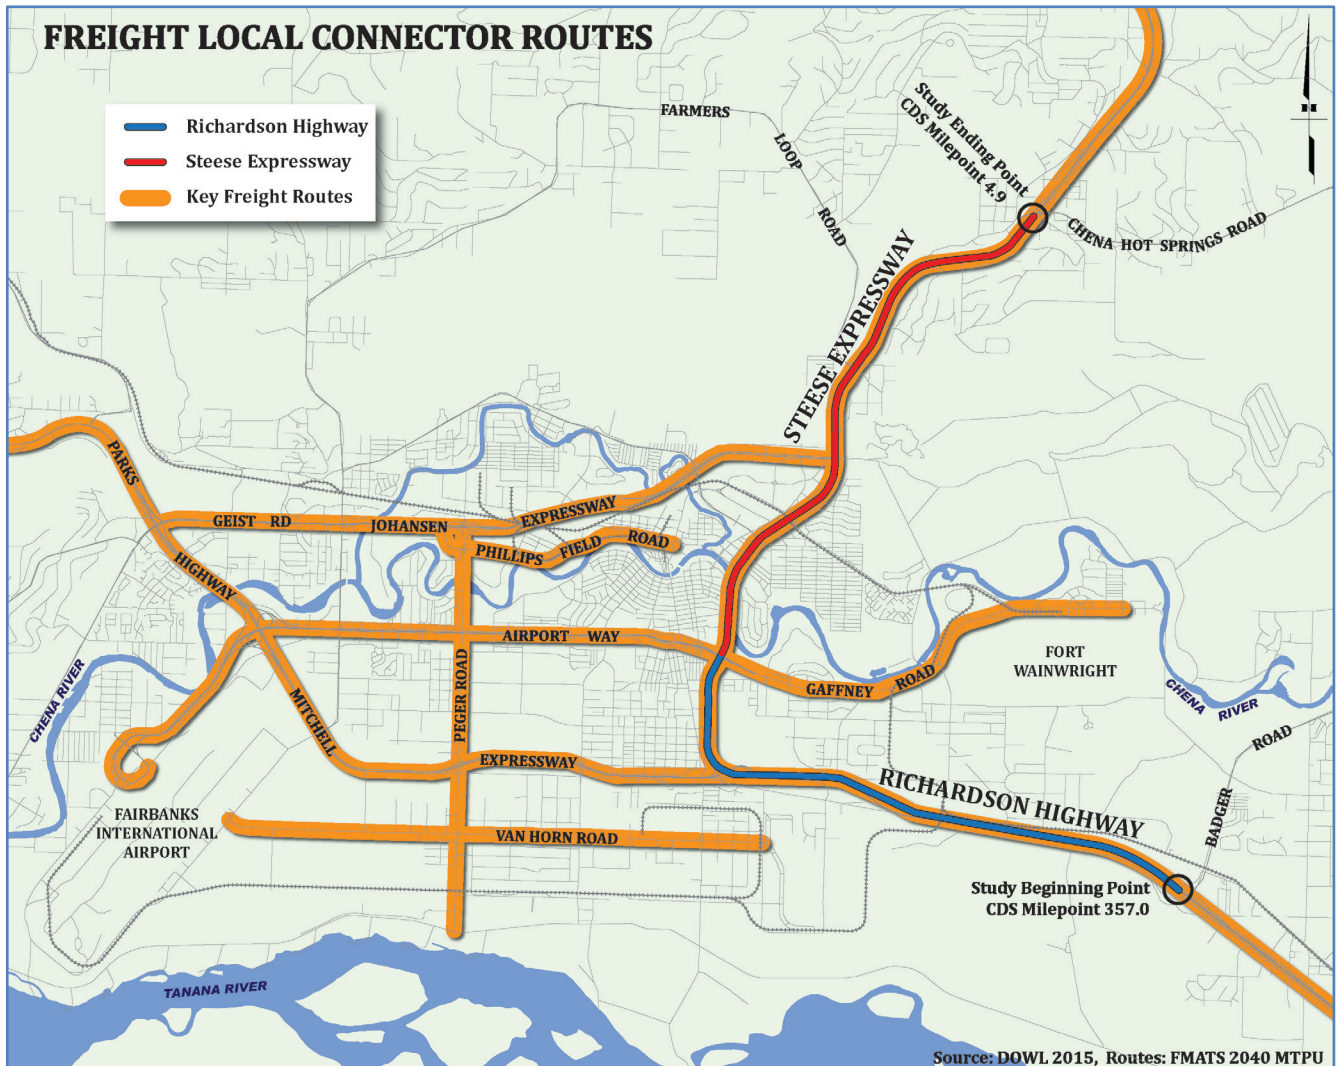 FREIGHT LOCAL CONNECTOR ROUTES
Richardson Highway
Steese Expressway
Key Freight Routes
FARMERS
LOOP
ROAD
Study Ending Point
CDS Milepoint 4.9
CHENA HOT SPRINGS ROAD
STEESE EXPRESSWAY
PARKS
HIGHWAY
GEIST RD
JOHANSEN
EXPRESSWAY
PHILLIPS FIELD ROAD
AIRPORT WAY
GAFFNEY ROAD
FORT
WAINWRIGHT
CHENA RIVER
CHENA RIVER
PEGER ROAD
MITCHELL
EXPRESSWAY
RICHARDSON HIGHWAY
BADGER
ROAD
FAIRBANKS
INTERNATIONAL
AIRPORT
VAN HORN ROAD
Study Beginning Point
CDS Milepoint 357.0
TANANA RIVER
Source: DOWL 2015, Routes: FMATS 2040 MTPU